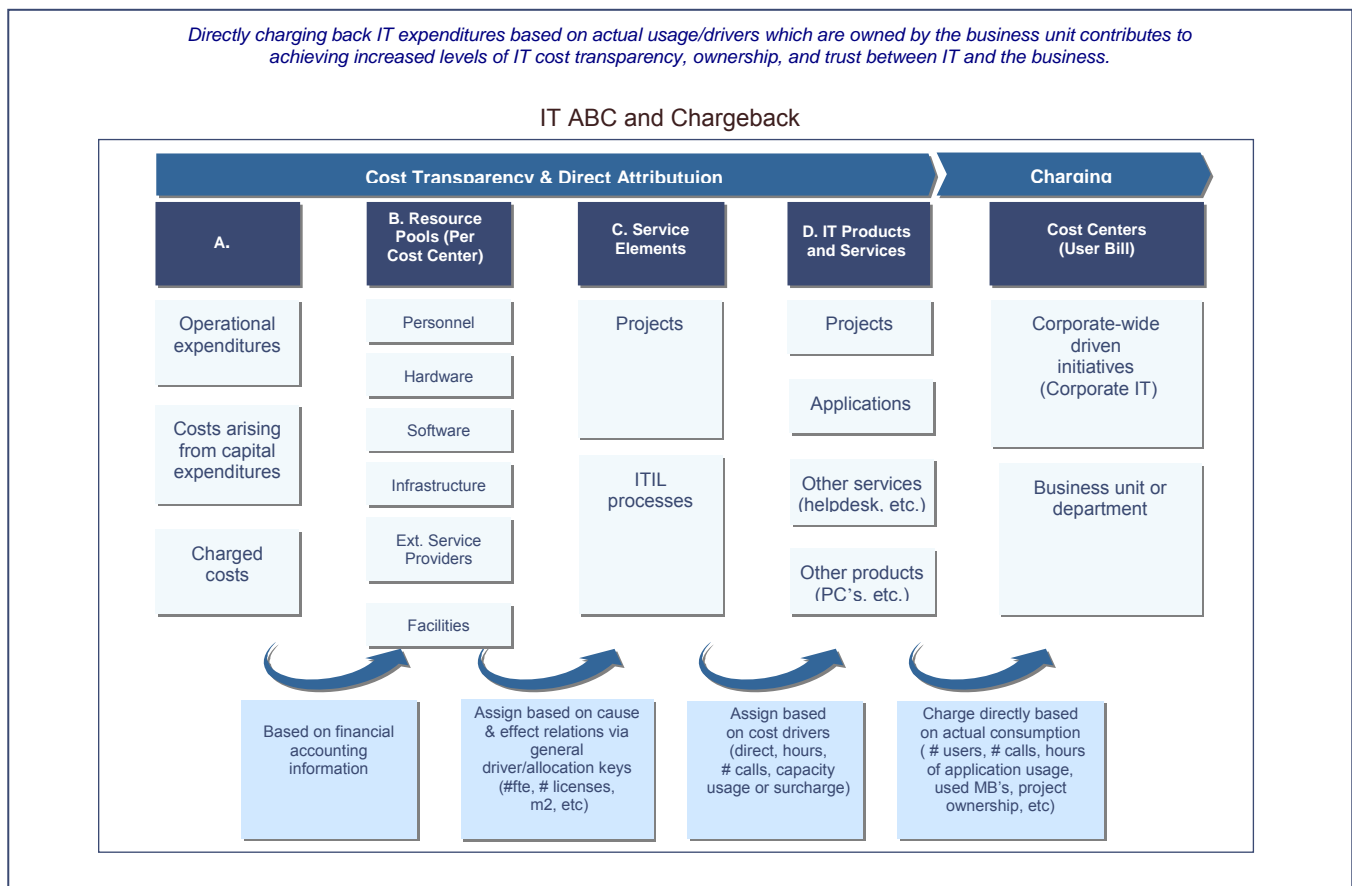 Directly charging back IT expenditures based on actual usage/drivers which are owned by the business unit contributes to
achieving increased levels of IT cost transparency, ownership, and trust between IT and the business.
IT ABC and Chargeback
Cost Transparency & Direct Attributuion
Charging
A.
B. Resource
Pools (Per
Cost Center)
C. Service
Elements
D. IT Products
and Services
Cost Centers
(User Bill)
Operational
expenditures
Costs arising
from capital
expenditures
Charged
costs
Personnel
Hardware
Software
Infrastructure
Ext. Service
Providers
Facilities
Projects
ITIL
processes
Projects
Applications
Other services
(helpdesk, etc.)
Other products
(PC's, etc.)
Corporate-wide
driven
initiatives
(Corporate IT)
Business unit or
department
Based on financial
accounting
information
Assign based on cause
& effect relations via
general
driver/allocation keys
(#fte, # licenses,
m2, etc)
Assign based
on cost drivers
(direct, hours,
# calls, capacity
usage or surcharge)
Charge directly based
on actual consumption
( # users, # calls, hours
of application usage,
used MB's, project
ownership, etc)